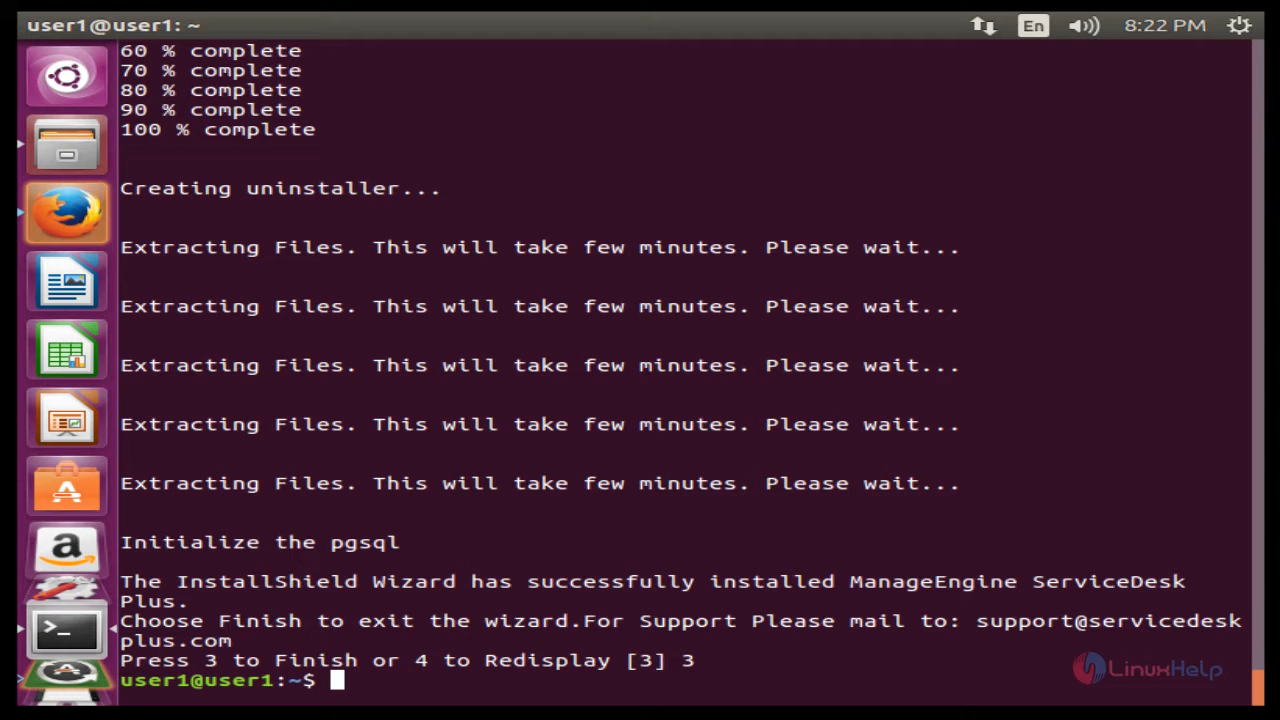 user1@user1: ~
En
8:22 PM
60 % complete
70 % complete
80 % complete
90 % complete
100 % complete
Creating uninstaller...
Extracting Files. This will take few minutes. Please wait...
Extracting Files. This will take few minutes. Please wait...
Extracting Files. This will take few minutes. Please wait...
Extracting Files. This will take few minutes. Please wait...
Extracting Files. This will take few minutes. Please wait...
Initialize the pgsql
The InstallShield Wizard has successfully installed ManageEngine ServiceDesk
Plus.
Choose Finish to exit the wizard.For Support Please mail to: support@servicedesk
plus.com
Press 3 to Finish or 4 to Redisplay [3] 3
user1@user1:~$
LinuxHelp